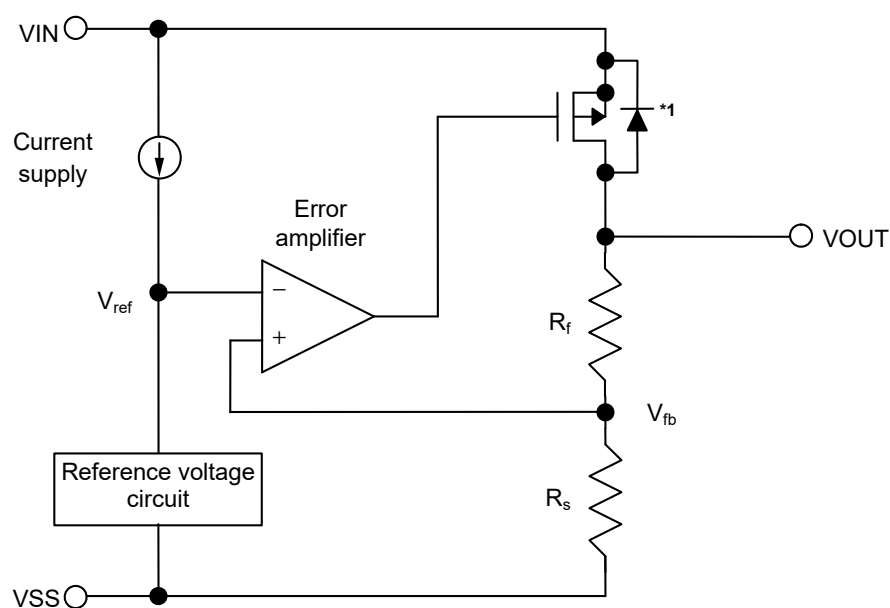 VIN
*1
Current
supply
Error
amplifier
VOUT
Vref
−
+
Rf
Vfb
Reference voltage
circuit
Rs
VSS